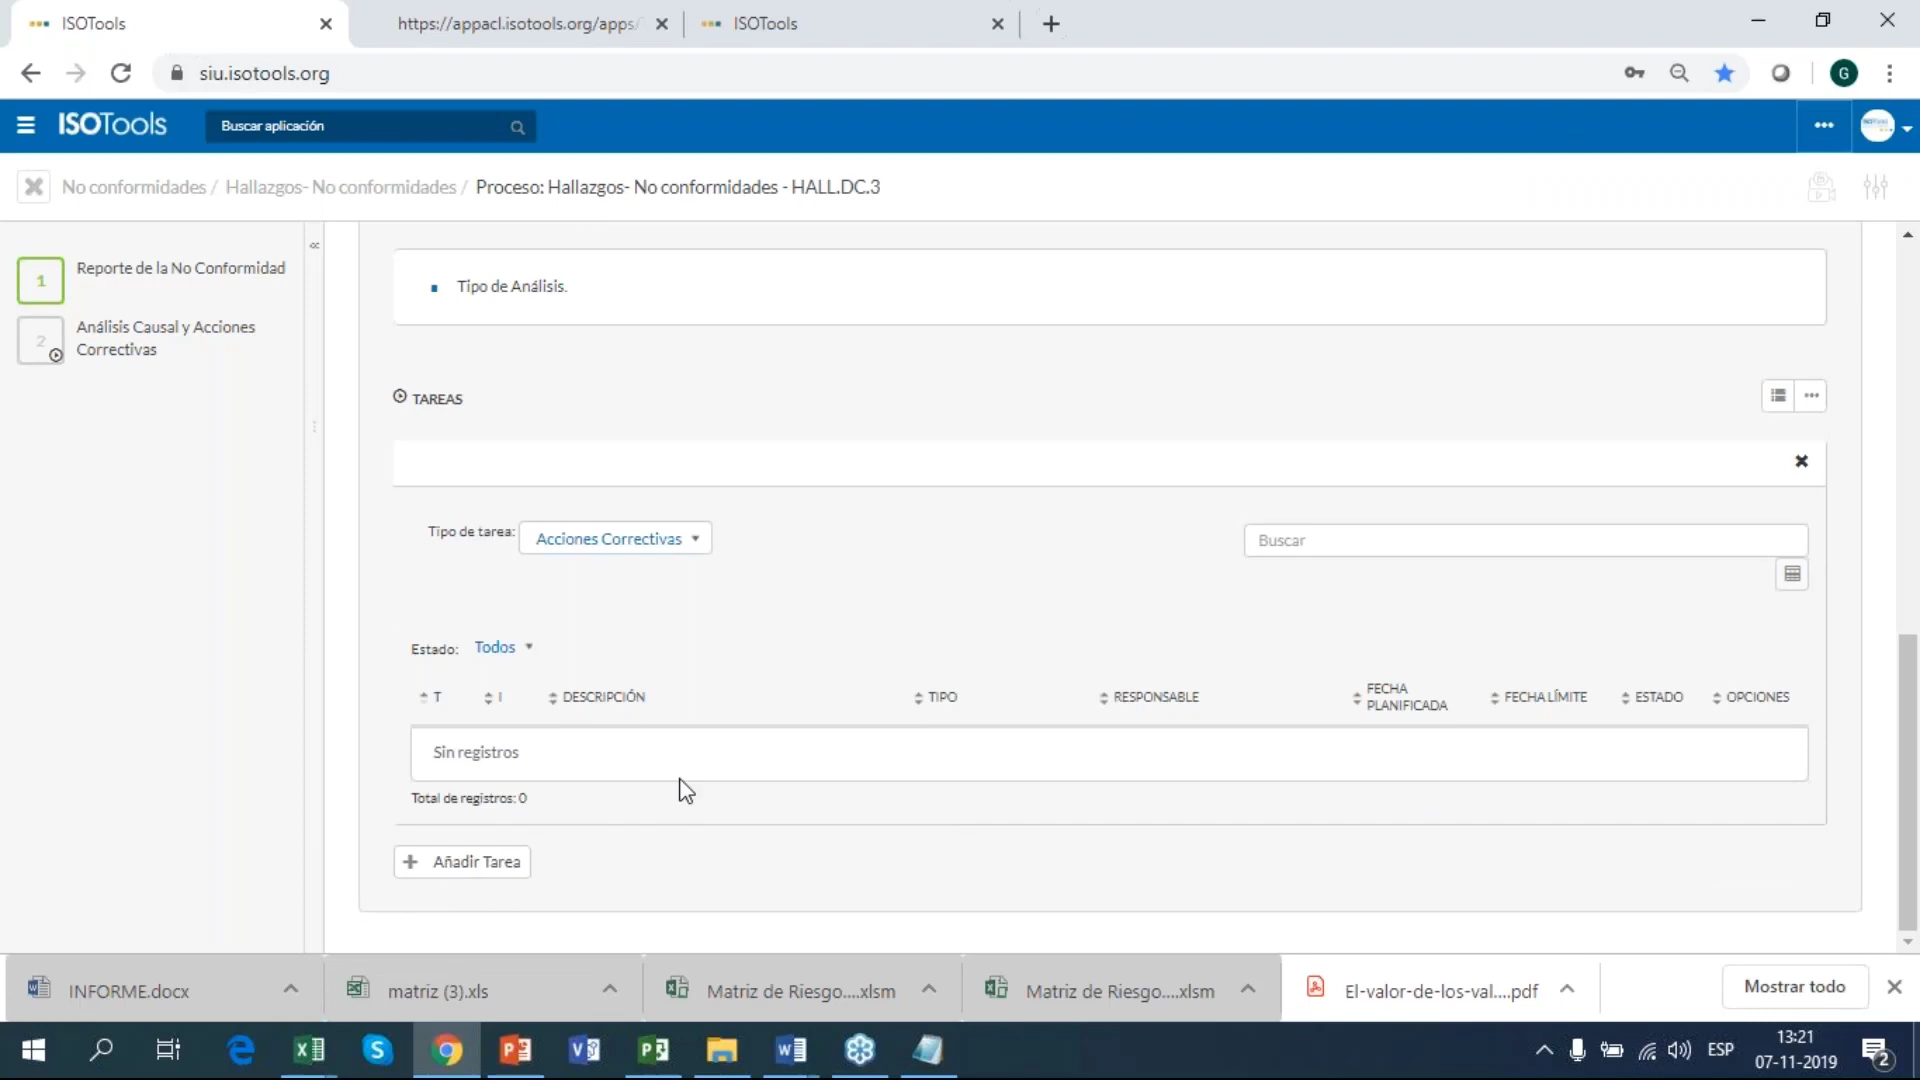 ISOTools
https://appacl.isotools.org/apps/
ISOTools
siu.isotools.org
G
ISOTools
Buscar aplicación
No conformidades / Hallazgos- No conformidades / Proceso: Hallazgos- No conformidades - HALL.DC.3
1 Reporte de la No Conformidad
2 Análisis Causal y Acciones
Correctivas
Tipo de Análisis.
TAREAS
Tipo de tarea: Acciones Correctivas
Buscar
Estado: Todos
T I DESCRIPCIÓN TIPO RESPONSABLE FECHA PLANIFICADA FECHA LÍMITE ESTADO OPCIONES
Sin registros
Total de registros: 0
Añadir Tarea
INFORME.docx
matriz (3).xls
Matriz de Riesgo....xlsm
Matriz de Riesgo....xlsm
El-valor-de-los-val....pdf
Mostrar todo
ESP
13:21
07-11-2019
2